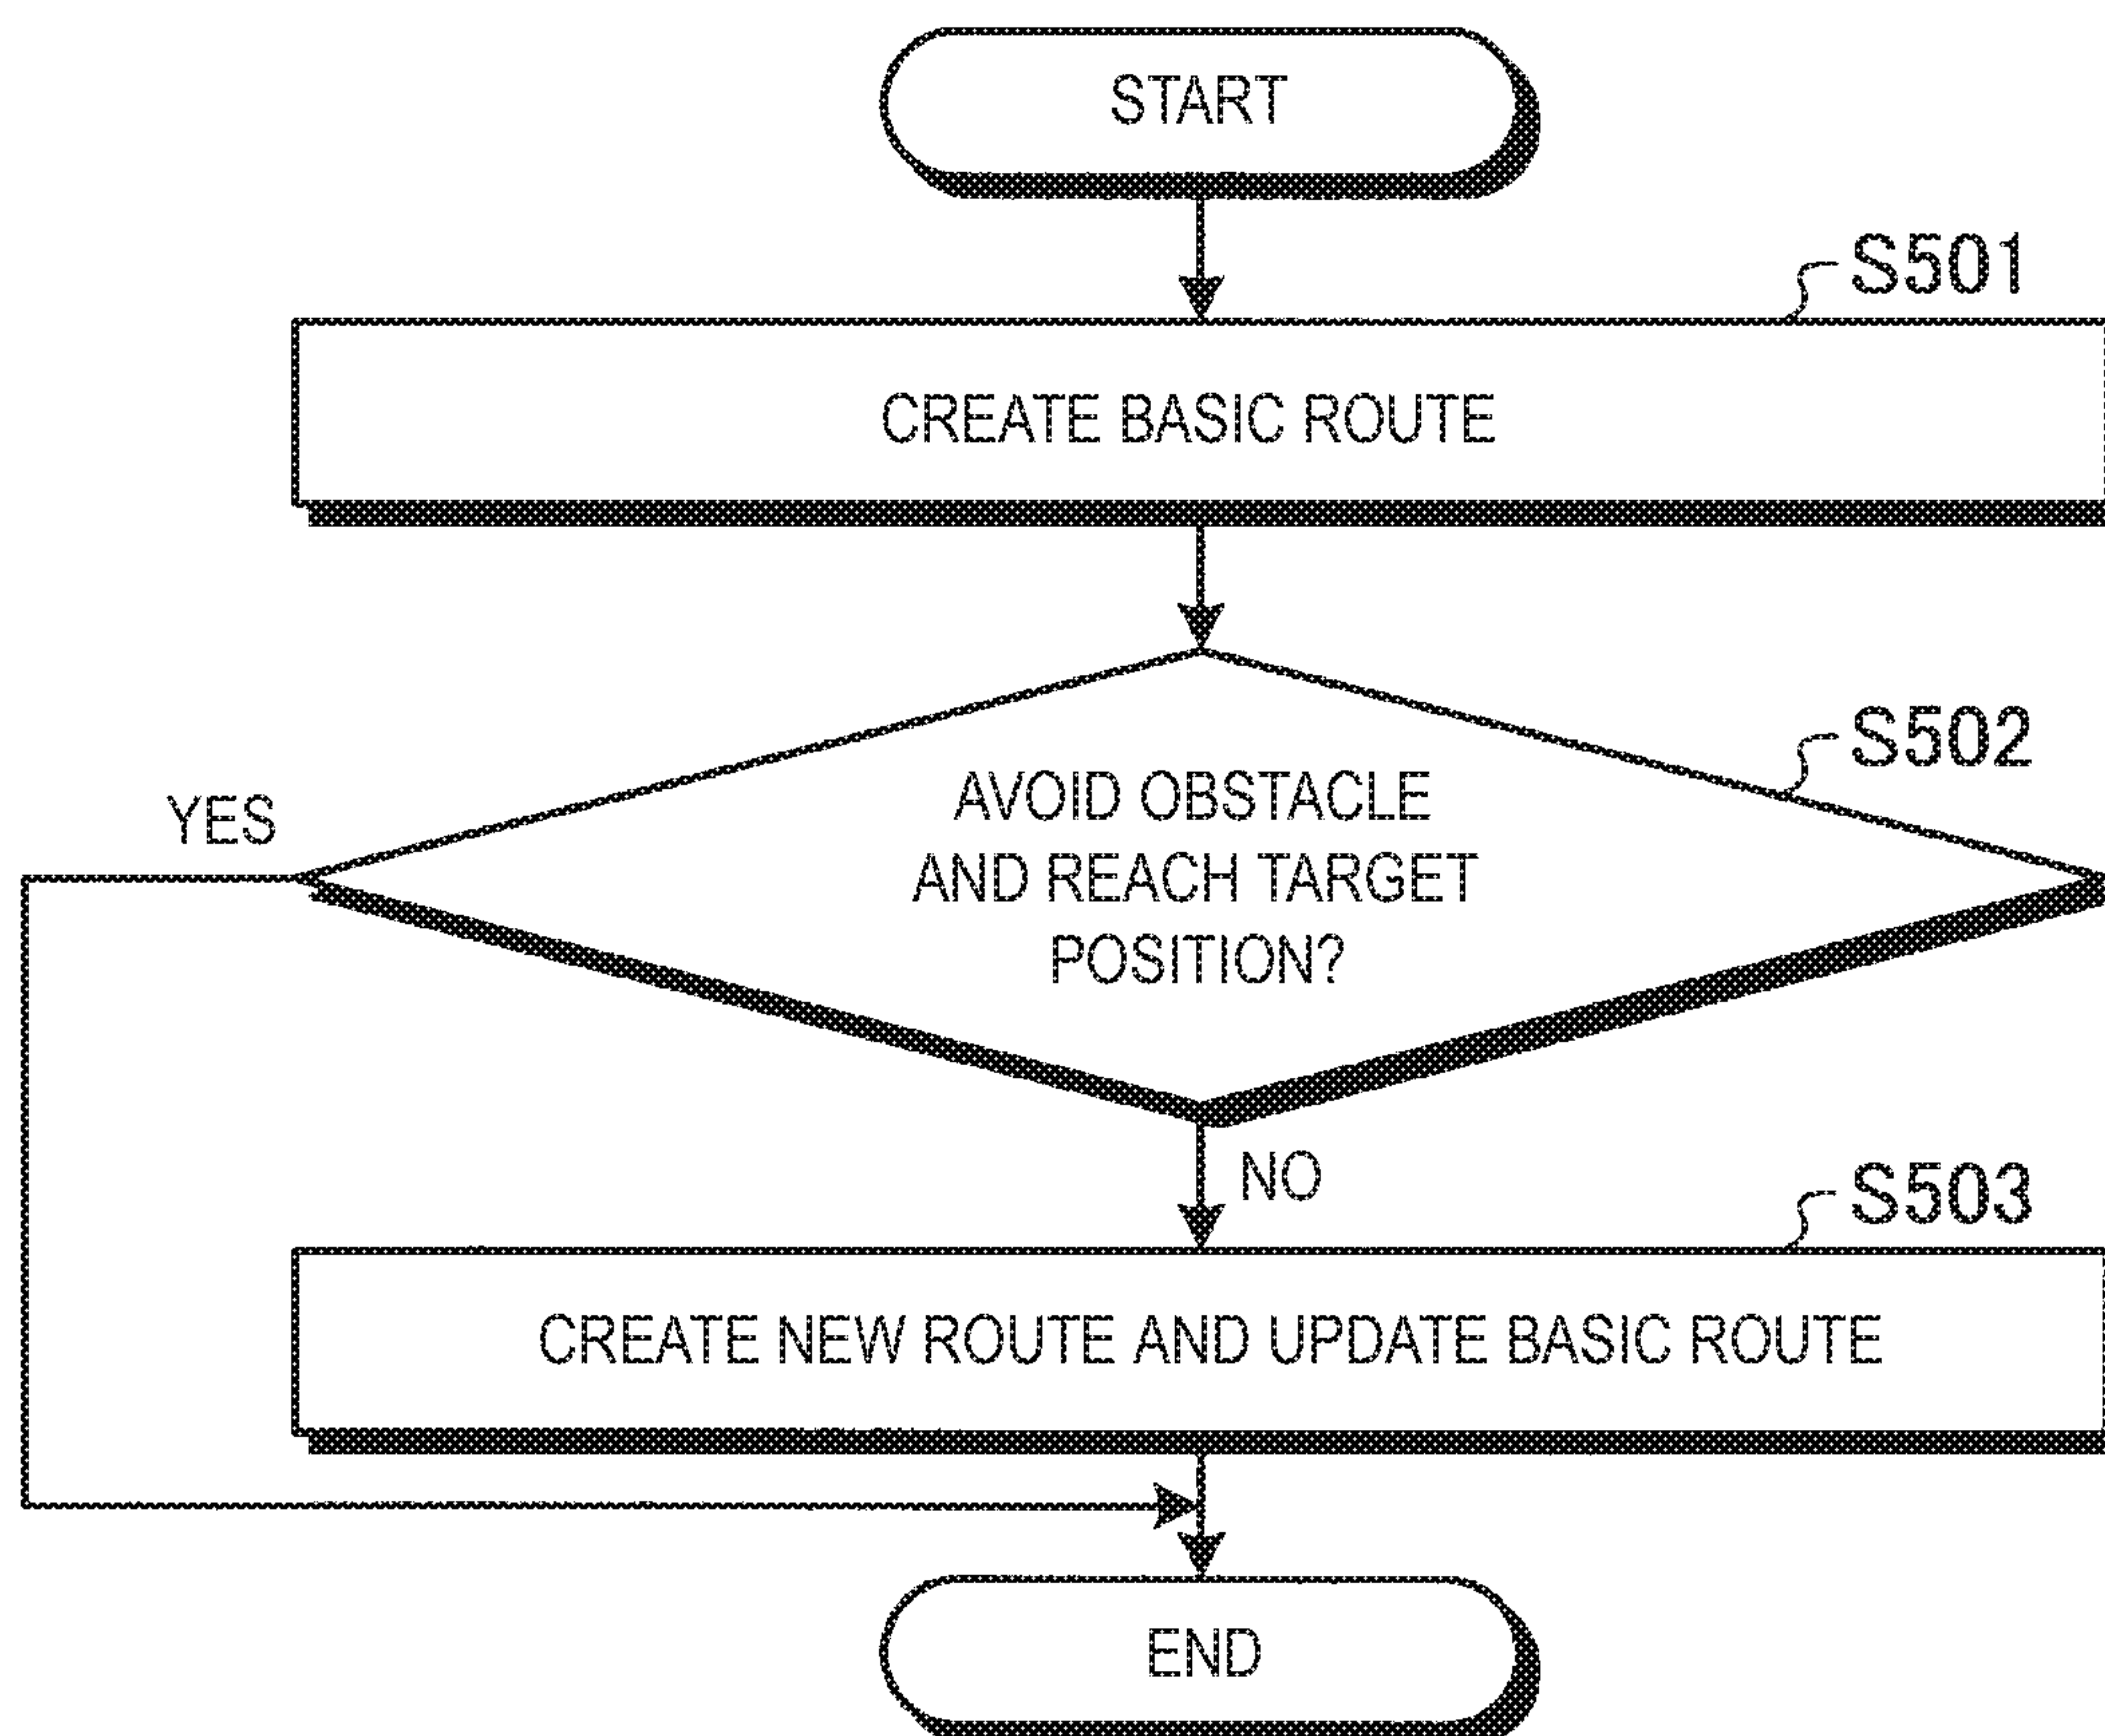 START
S501
CREATE BASIC ROUTE
S502
AVOID OBSTACLE
AND REACH TARGET
POSITION?
YES
NO
S503
CREATE NEW ROUTE AND UPDATE BASIC ROUTE
END